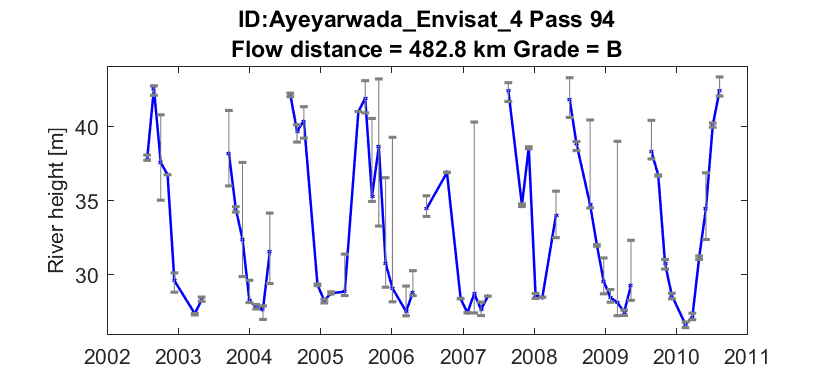 ID:Ayeyarwada_Envisat_4 Pass 94
Flow distance = 482.8 km Grade = B
River height [m]
40
35
30
2002 2003 2004 2005 2006 2007 2008 2009 2010 2011